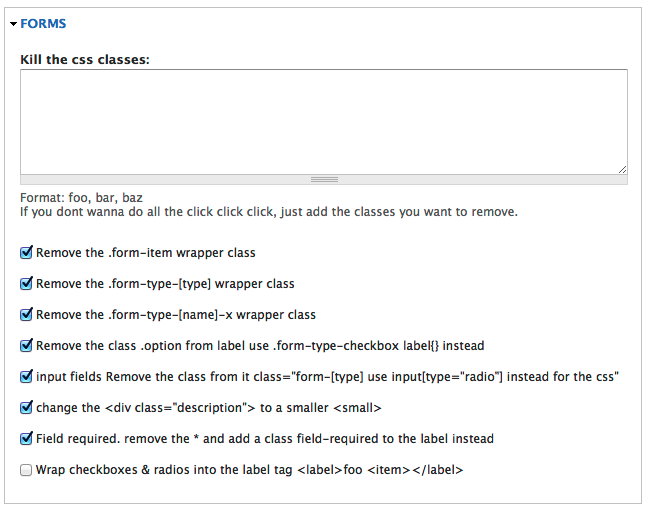 FORMS
Kill the css classes:
Format: foo, bar, baz
If you dont wanna do all the click click click, just add the classes you want to remove.
Remove the .form-item wrapper class
Remove the .form-type-[type] wrapper class
Remove the .form-type-[name]-x wrapper class
Remove the class .option from label use .form-type-checkbox label{} instead
input fields Remove the class from it class="form-[type] use input[type="radio"] instead for the css"
change the <div class="description"> to a smaller <small>
Field required. remove the * and add a class field-required to the label instead
Wrap checkboxes & radios into the label tag <label>foo <item></label>